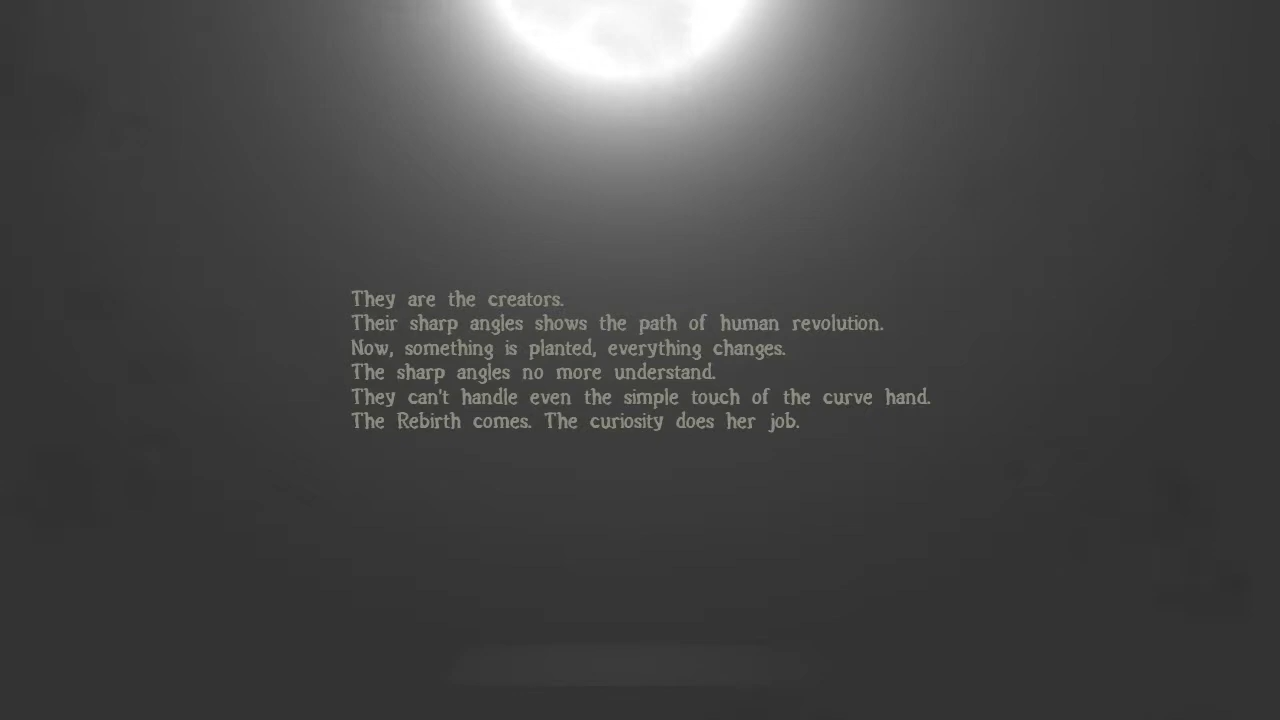 They are the creators.
Their sharp angles shows the path of human revolution.
Now, something is planted, everything changes.
The sharp angles no more understand.
They can't handle even the simple touch of the curve hand.
The Rebirth comes. The curiosity does her job.